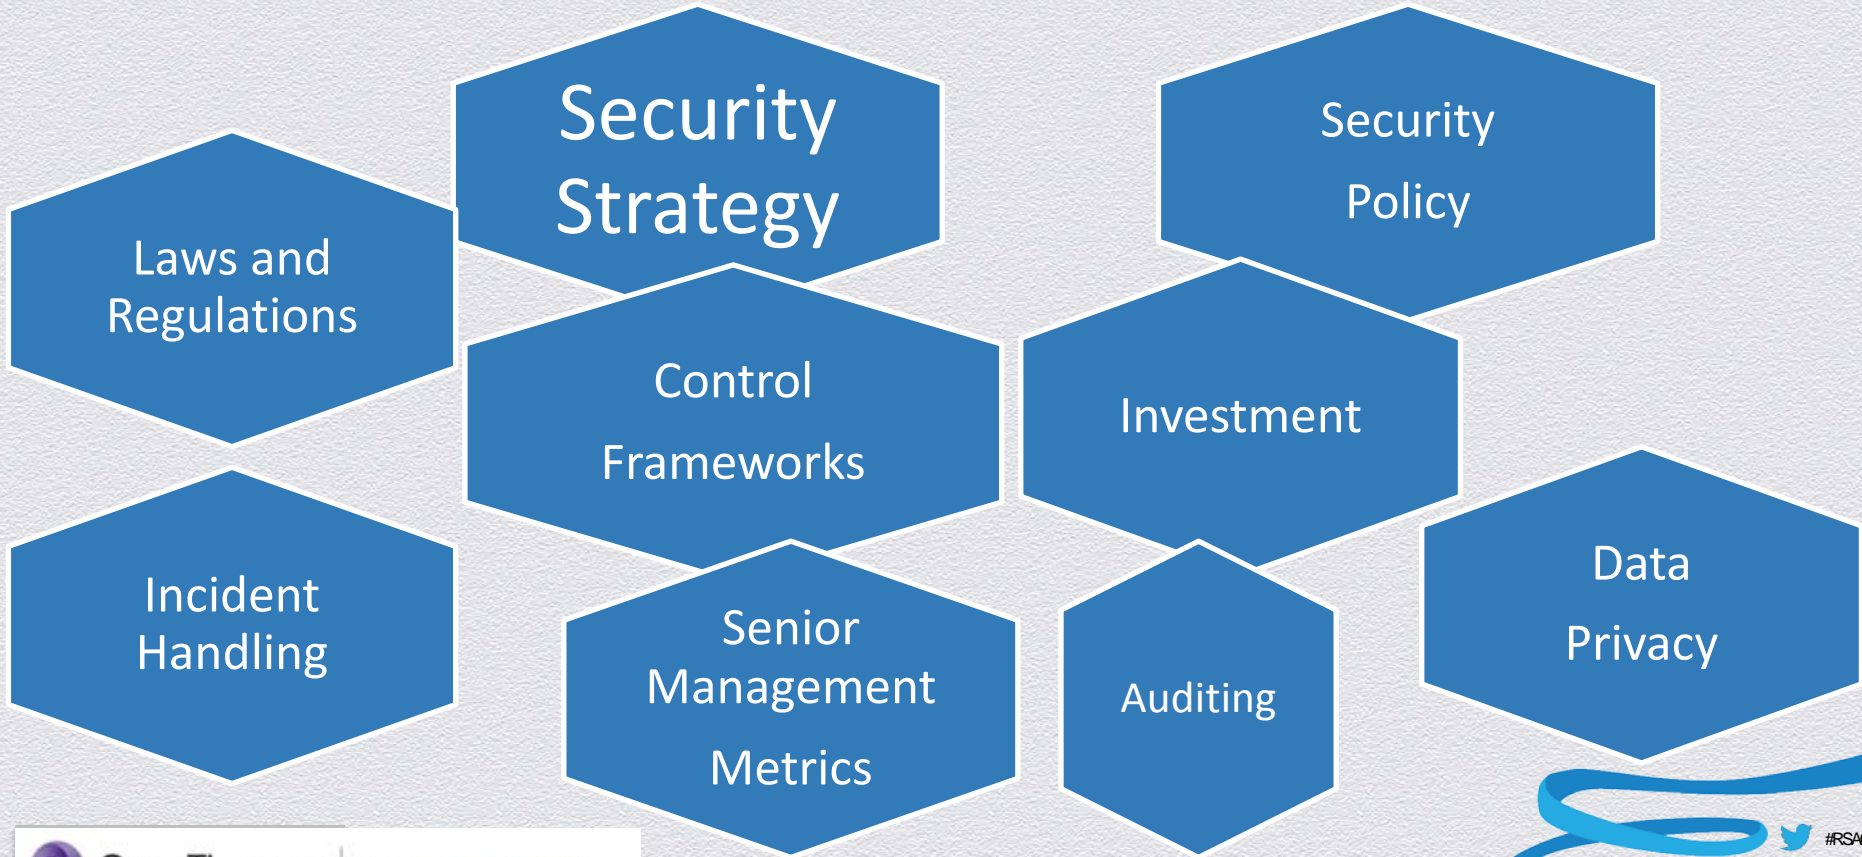 Security
Strategy
Security
Policy
Laws and
Regulations
Control
Frameworks
Investment
Incident
Handling
Senior
Management
Metrics
Auditing
Data
Privacy